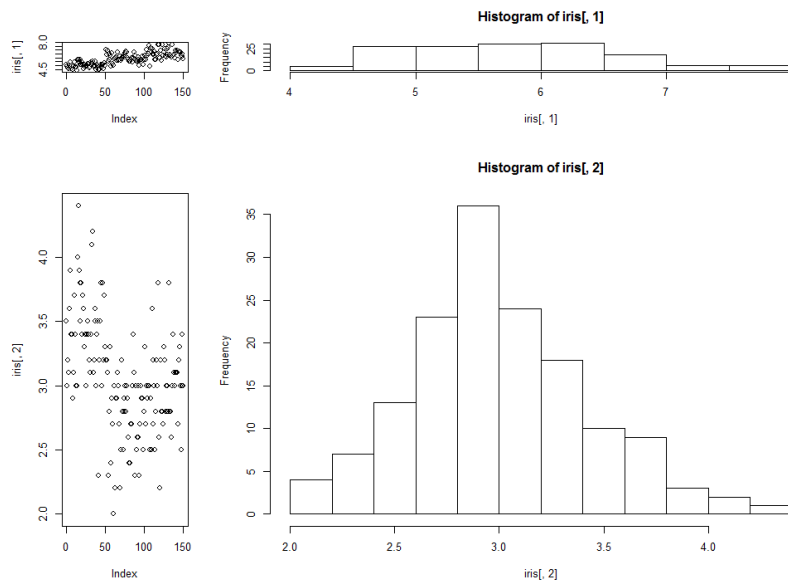 iris[, 1]
4.5 8.0
0 50 100 150
Index
Histogram of iris[, 1]
Frequency
0 25
4 5 6 7
iris[, 1]
iris[, 2]
2.0 2.5 3.0 3.5 4.0
0 50 100 150
Index
Histogram of iris[, 2]
Frequency
0 5 10 15 20 25 30 35
2.0 2.5 3.0 3.5 4.0
iris[, 2]